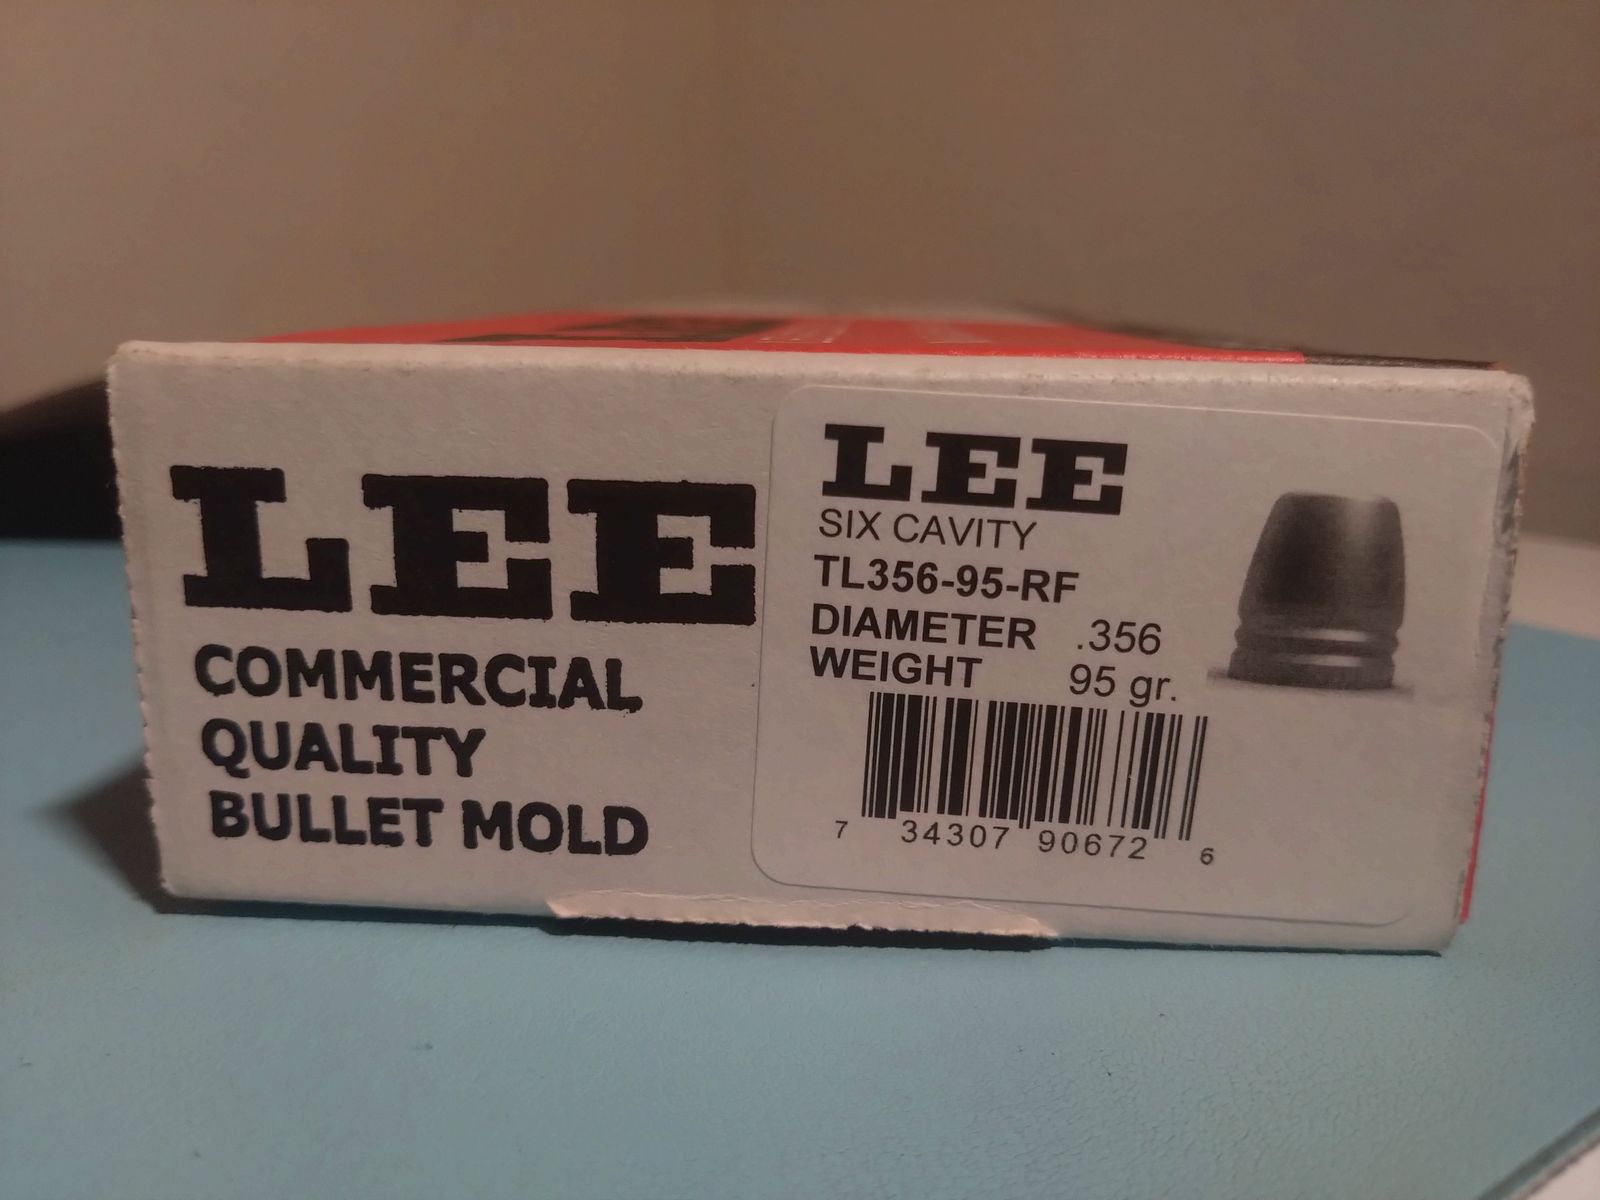 LEE
COMMERCIAL
QUALITY
BULLET MOLD
LEE
SIX CAVITY
TL356-95-RF
DIAMETER .356
WEIGHT 95 gr.
7 34307 90672 6